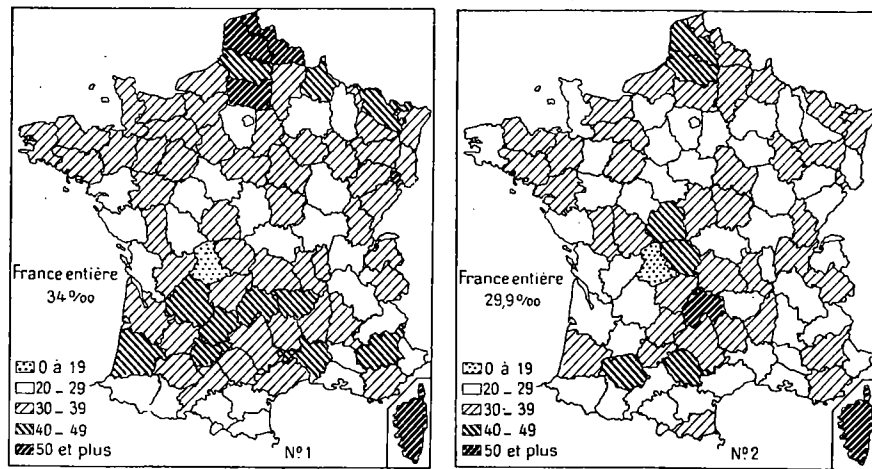 France entière
34‰
0 à 19
20 _ 29
30 _ 39
40 _ 49
50 et plus
Nº1
France entière
29,9‰
0 à 19
20 _ 29
30 _ 39
40 _ 49
50 et plus
Nº2